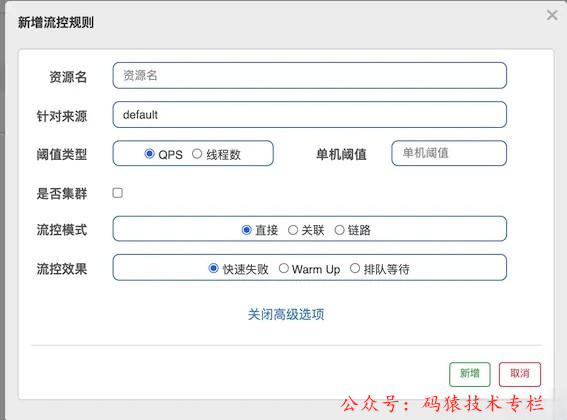 新增流控规则
×
资源名 资源名
针对来源 default
阈值类型 QPS 线程数 单机阈值 单机阈值
是否集群
流控模式 直接 关联 链路
流控效果 快速失败 Warm Up 排队等待
关闭高级选项
新增 取消
公众号：码猿技术专栏